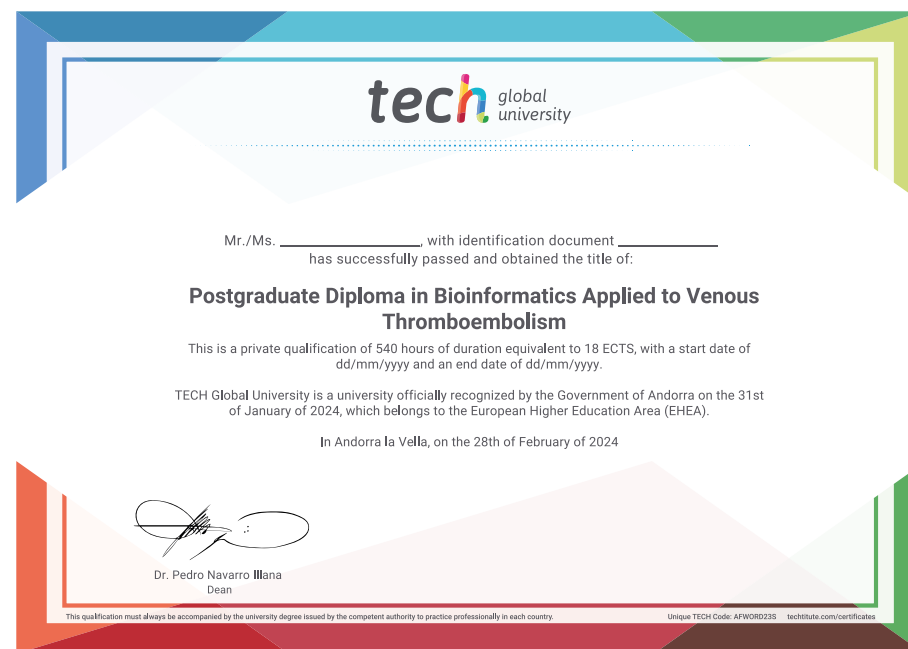 tech global university
Mr./Ms. ____________, with identification document ____________
has successfully passed and obtained the title of:
Postgraduate Diploma in Bioinformatics Applied to Venous
Thromboembolism
This is a private qualification of 540 hours of duration equivalent to 18 ECTS, with a start date of
dd/mm/yyyy and an end date of dd/mm/yyyy.
TECH Global University is a university officially recognized by the Government of Andorra on the 31st
of January of 2024, which belongs to the European Higher Education Area (EHEA).
In Andorra la Vella, on the 28th of February of 2024
Dr. Pedro Navarro Illana
Dean
This qualification must always be accompanied by the university degree issued by the competent authority to practice professionally in each country.
Unique TECH Code: AFWORD23S techtitute.com/certificates